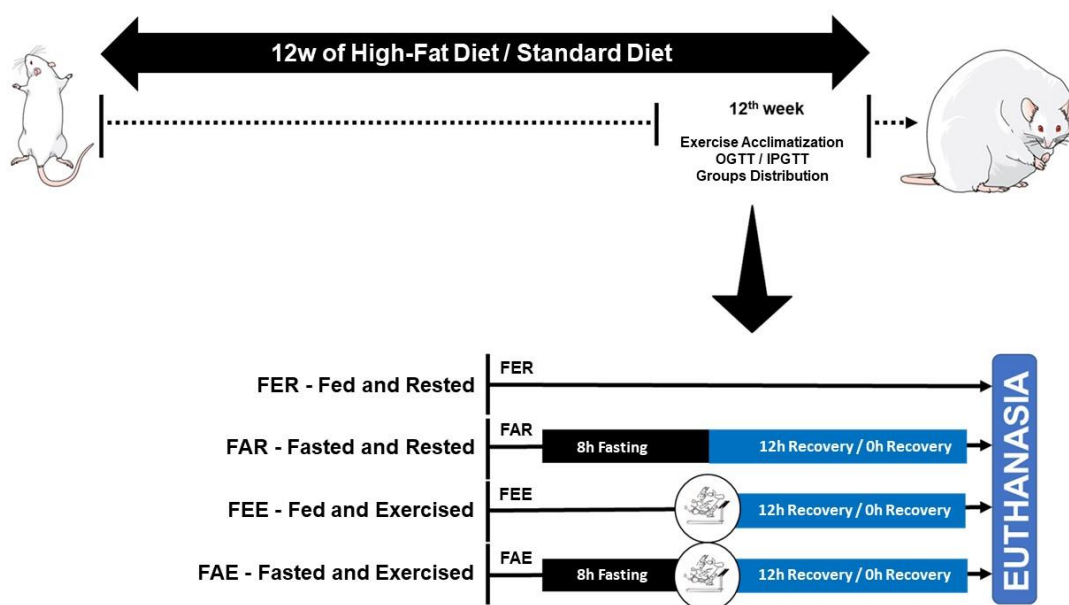 12w of High-Fat Diet / Standard Diet
12th week
Exercise Acclimatization
OGTT / IPGTT
Groups Distribution
FER - Fed and Rested
FER
FAR - Fasted and Rested
FAR
8h Fasting
12h Recovery / 0h Recovery
FEE - Fed and Exercised
FEE
12h Recovery / 0h Recovery
FAE - Fasted and Exercised
FAE
8h Fasting
12h Recovery / 0h Recovery
EUTHANASIA